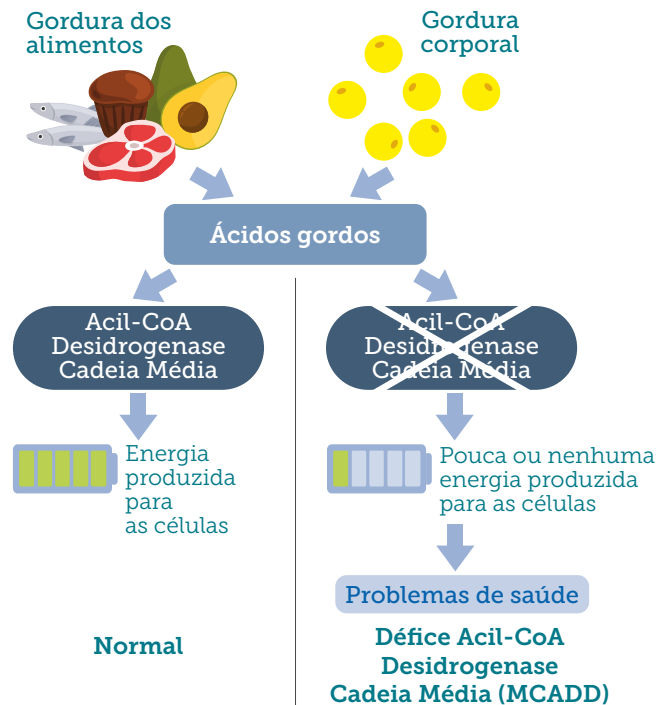 Gordura dos
alimentos
Gordura
corporal
Ácidos gordos
Acil-CoA
Desidrogenase
Cadeia Média
Energia
produzida
para
as células
Normal
Acil-CoA
Desidrogenase
Cadeia Média
Pouca ou nenhuma
energia produzida
para as células
Problemas de saúde
Défice Acil-CoA
Desidrogenase
Cadeia Média (MCADD)